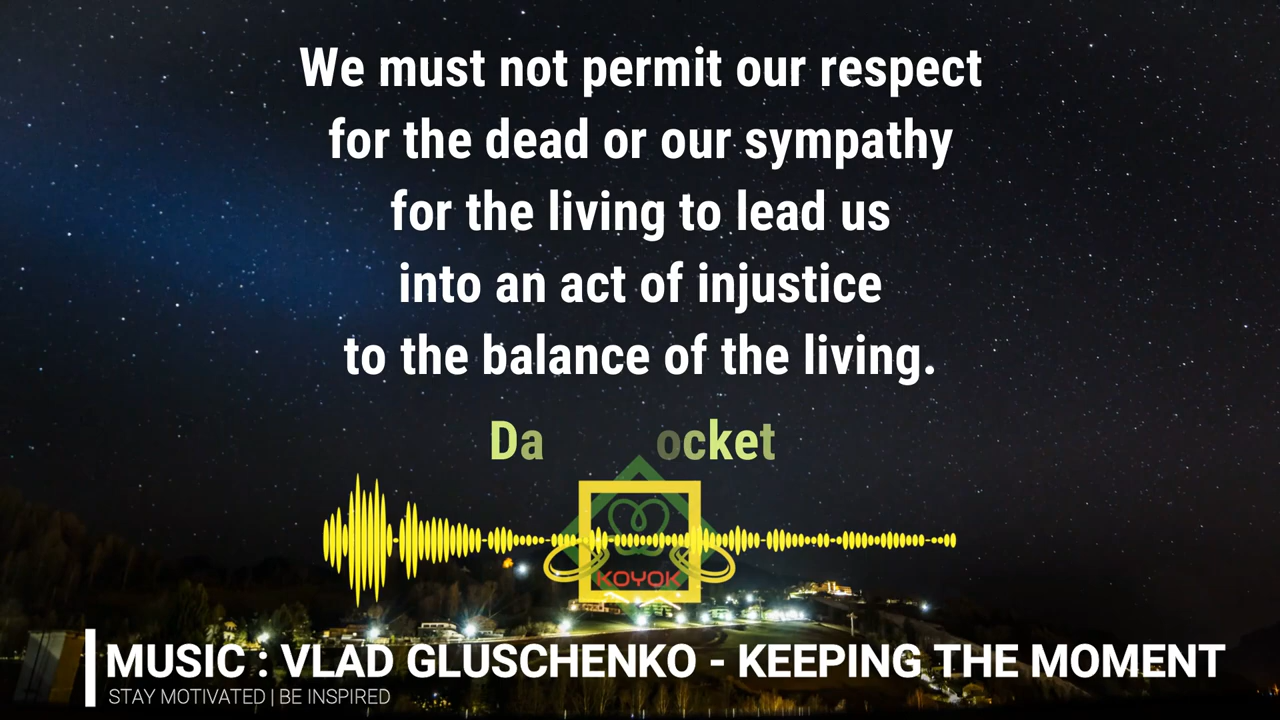 We must not permit our respect
for the dead or our sympathy
for the living to lead us
into an act of injustice
to the balance of the living.
Da ocket
KOYOK
MUSIC : VLAD GLUSCHENKO - KEEPING THE MOMENT
STAY MOTIVATED | BE INSPIRED